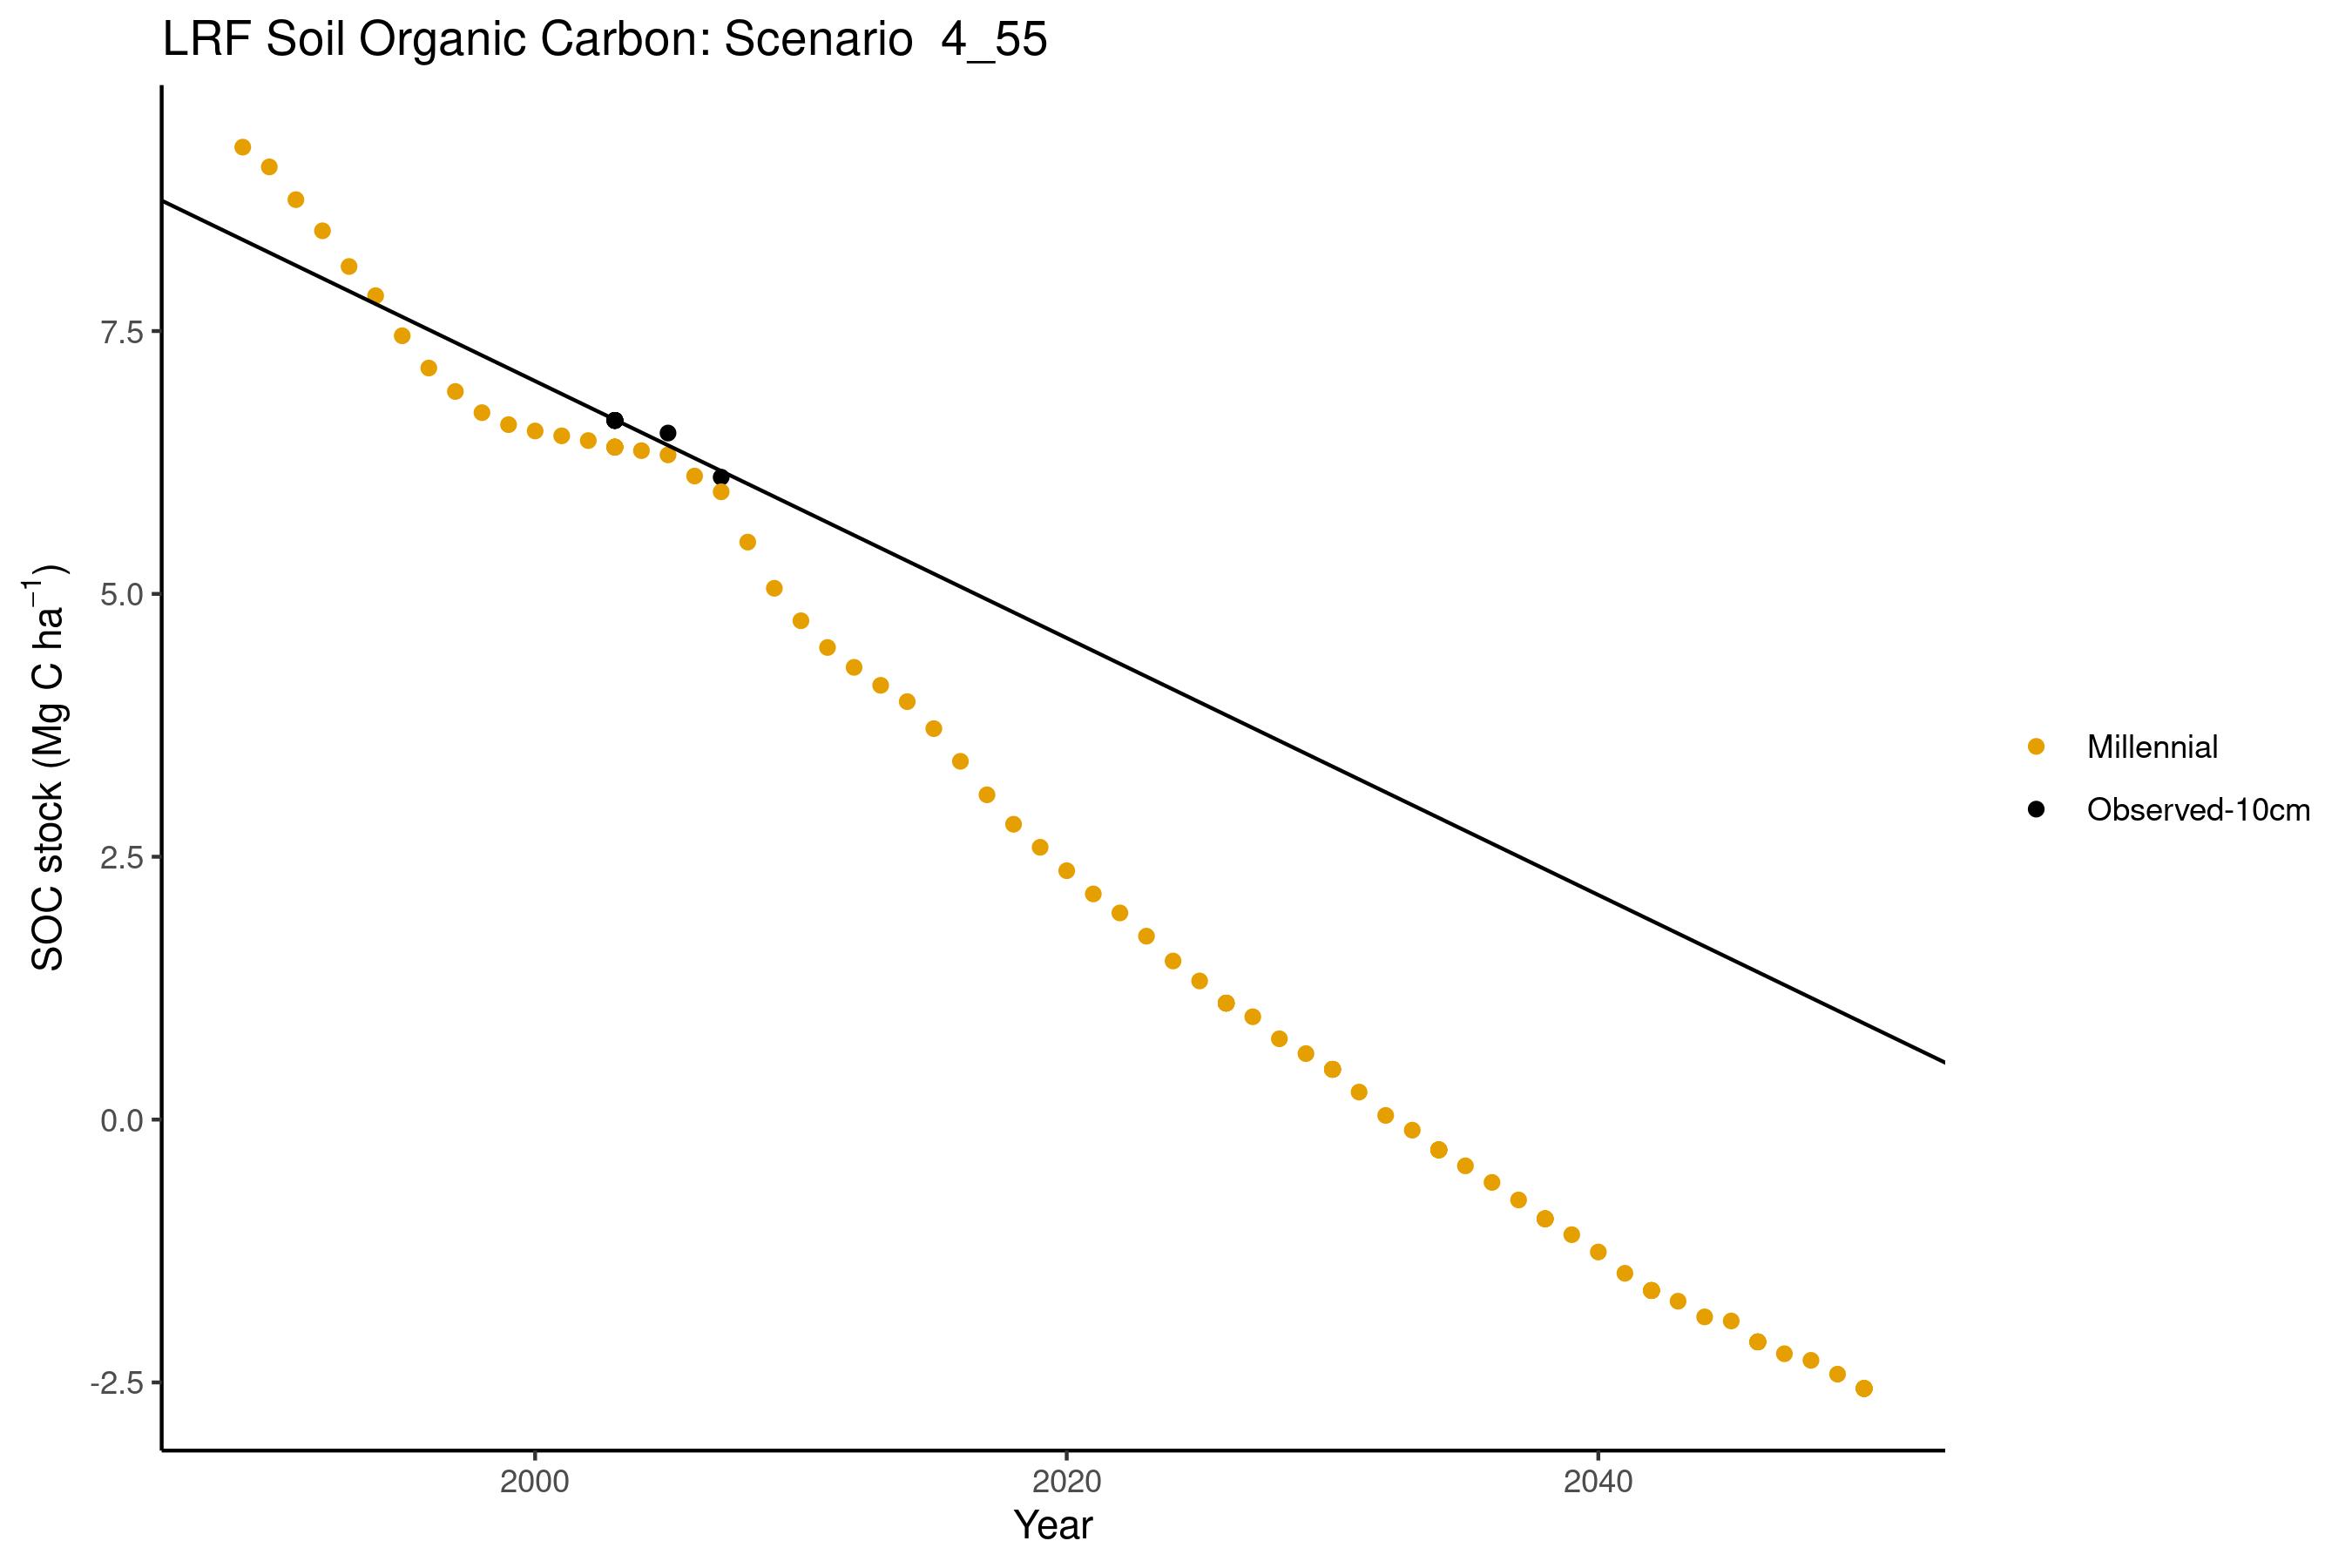 LRF Soil Organic Carbon: Scenario  4_55
SOC stock (Mg C ha⁻¹)
7.5
5.0
2.5
0.0
-2.5
2000
2020
2040
Year
Millennial
Observed-10cm